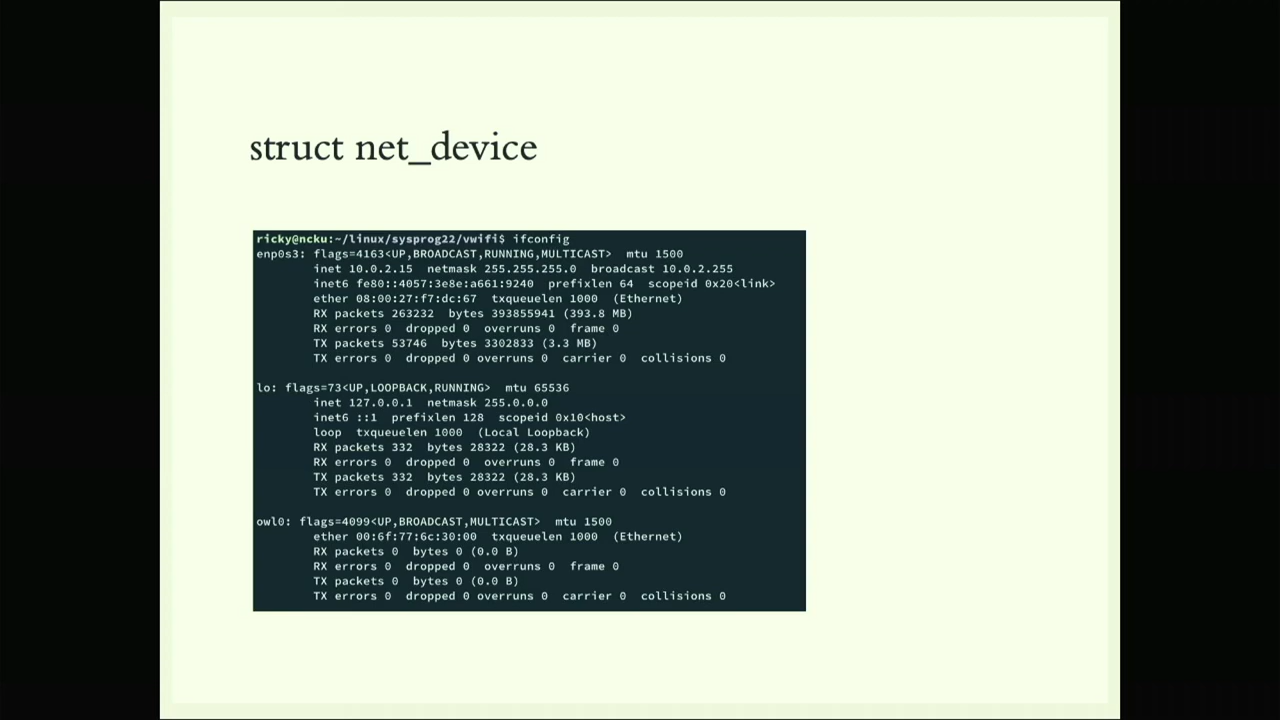 struct net_device
ricky@ncku:~/linux/sysprog22/vwifi$ ifconfig
enp0s3: flags=4163<UP,BROADCAST,RUNNING,MULTICAST>  mtu 1500
        inet 10.0.2.15  netmask 255.255.255.0  broadcast 10.0.2.255
        inet6 fe80::4057:3e8e:a661:9240  prefixlen 64  scopeid 0x20<link>
        ether 08:00:27:f7:dc:67  txqueuelen 1000  (Ethernet)
        RX packets 263232  bytes 393855941 (393.8 MB)
        RX errors 0  dropped 0  overruns 0  frame 0
        TX packets 53746  bytes 3302833 (3.3 MB)
        TX errors 0  dropped 0 overruns 0  carrier 0  collisions 0
lo: flags=73<UP,LOOPBACK,RUNNING>  mtu 65536
        inet 127.0.0.1  netmask 255.0.0.0
        inet6 ::1  prefixlen 128  scopeid 0x10<host>
        loop  txqueuelen 1000  (Local Loopback)
        RX packets 332  bytes 28322 (28.3 KB)
        RX errors 0  dropped 0  overruns 0  frame 0
        TX packets 332  bytes 28322 (28.3 KB)
        TX errors 0  dropped 0 overruns 0  carrier 0  collisions 0
owl0: flags=4099<UP,BROADCAST,MULTICAST>  mtu 1500
        ether 00:6f:77:6c:30:00  txqueuelen 1000  (Ethernet)
        RX packets 0  bytes 0 (0.0 B)
        RX errors 0  dropped 0  overruns 0  frame 0
        TX packets 0  bytes 0 (0.0 B)
        TX errors 0  dropped 0 overruns 0  carrier 0  collisions 0